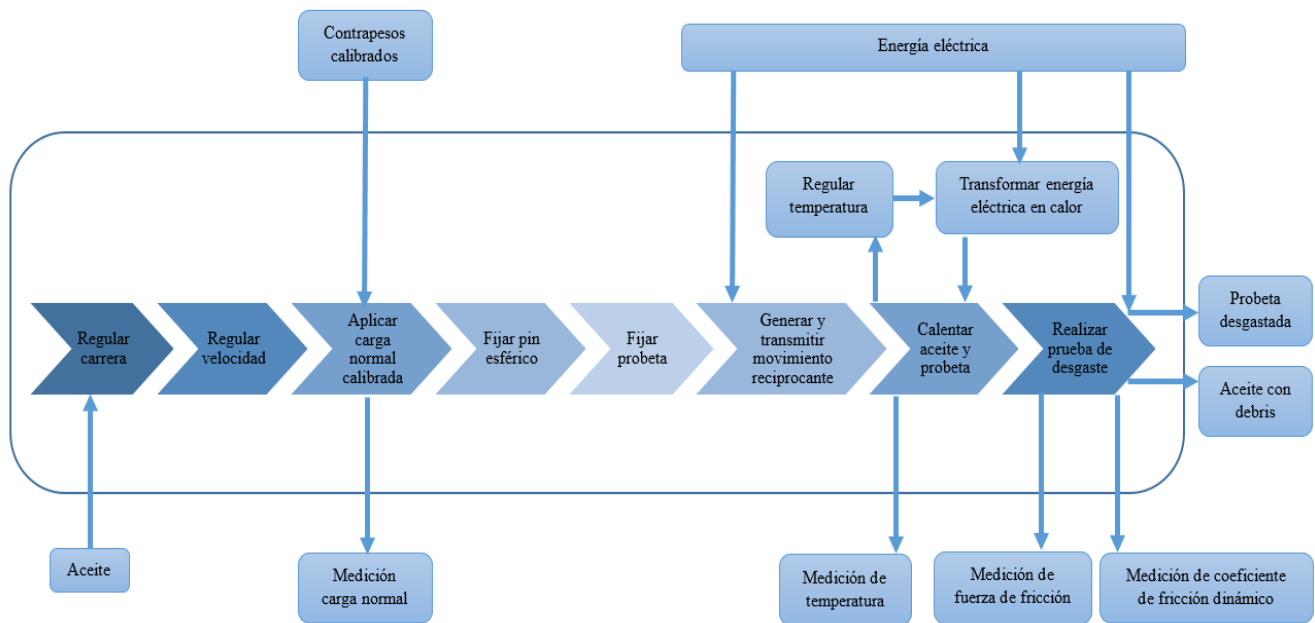 Contrapesos
calibrados
Energía eléctrica
Regular
temperatura
Transformar energía
eléctrica en calor
Regular
carrera
Regular
velocidad
Aplicar
carga
normal
calibrada
Fijar pin
esférico
Fijar
probeta
Generar y
transmitir
movimiento
reciprocante
Calentar
aceite y
probeta
Realizar
prueba de
desgaste
Probeta
desgastada
Aceite con
debris
Aceite
Medición
carga normal
Medición de
temperatura
Medición de
fuerza de fricción
Medición de coeficiente
de fricción dinámico